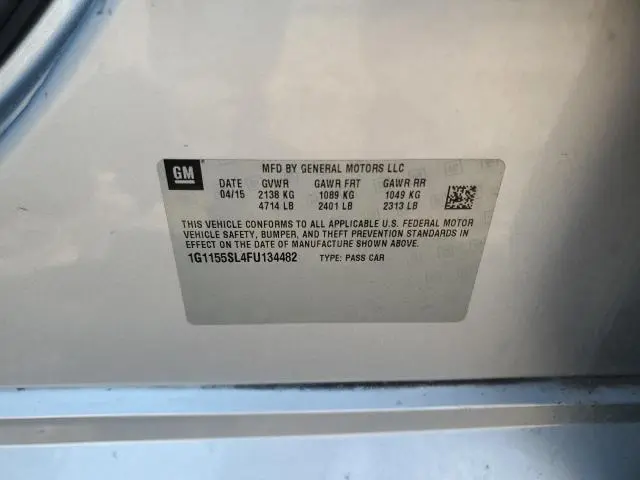 GM MFD BY GENERAL MOTORS LLC
DATE GVWR GAWR FRT GAWR RR
04/15 2138 KG 1089 KG 1049 KG
4714 LB 2401 LB 2313 LB
THIS VEHICLE CONFORMS TO ALL APPLICABLE U.S. FEDERAL MOTOR
VEHICLE SAFETY, BUMPER, AND THEFT PREVENTION STANDARDS IN
EFFECT ON THE DATE OF MANUFACTURE SHOWN ABOVE.
1G1155SL4FU134482 TYPE: PASS CAR